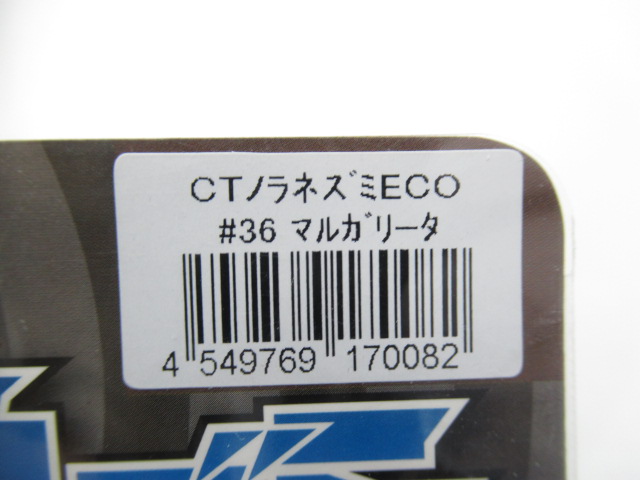 CTﾉﾗﾈｽﾞﾐECO
#36 ﾏﾙｶﾞﾘｰﾀ
4 549769 170082